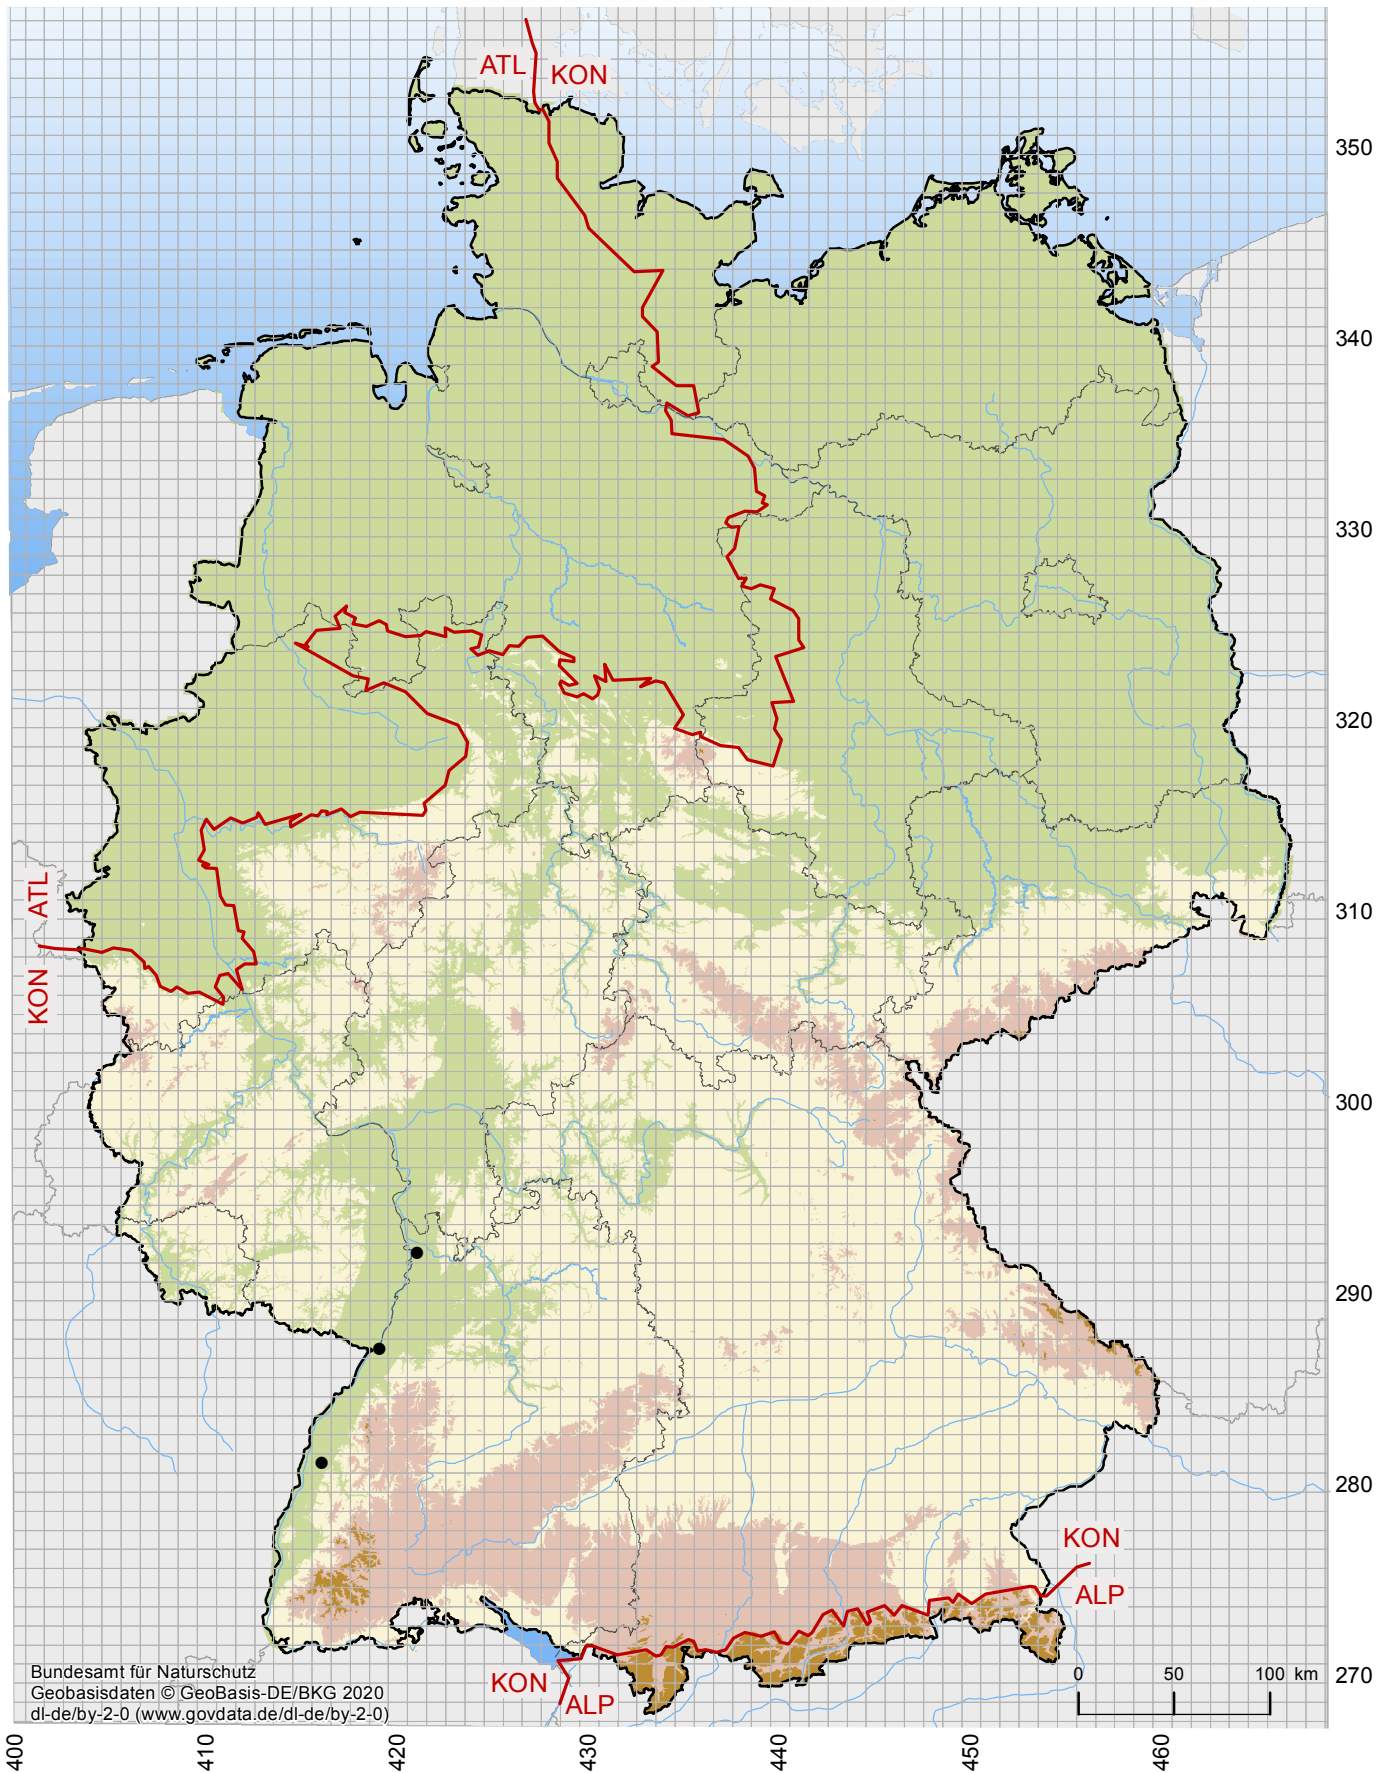 ATL
KON
350
340
330
320
ATL
310
KON
300
290
280
KON
ALP
Bundesamt für Naturschutz
Geobasisdaten © GeoBasis-DE/BKG 2020
dl-de/by-2-0 (www.govdata.de/dl-de/by-2-0)
KON
ALP
0 50 100 km
270
400 410 420 430 440 450 460